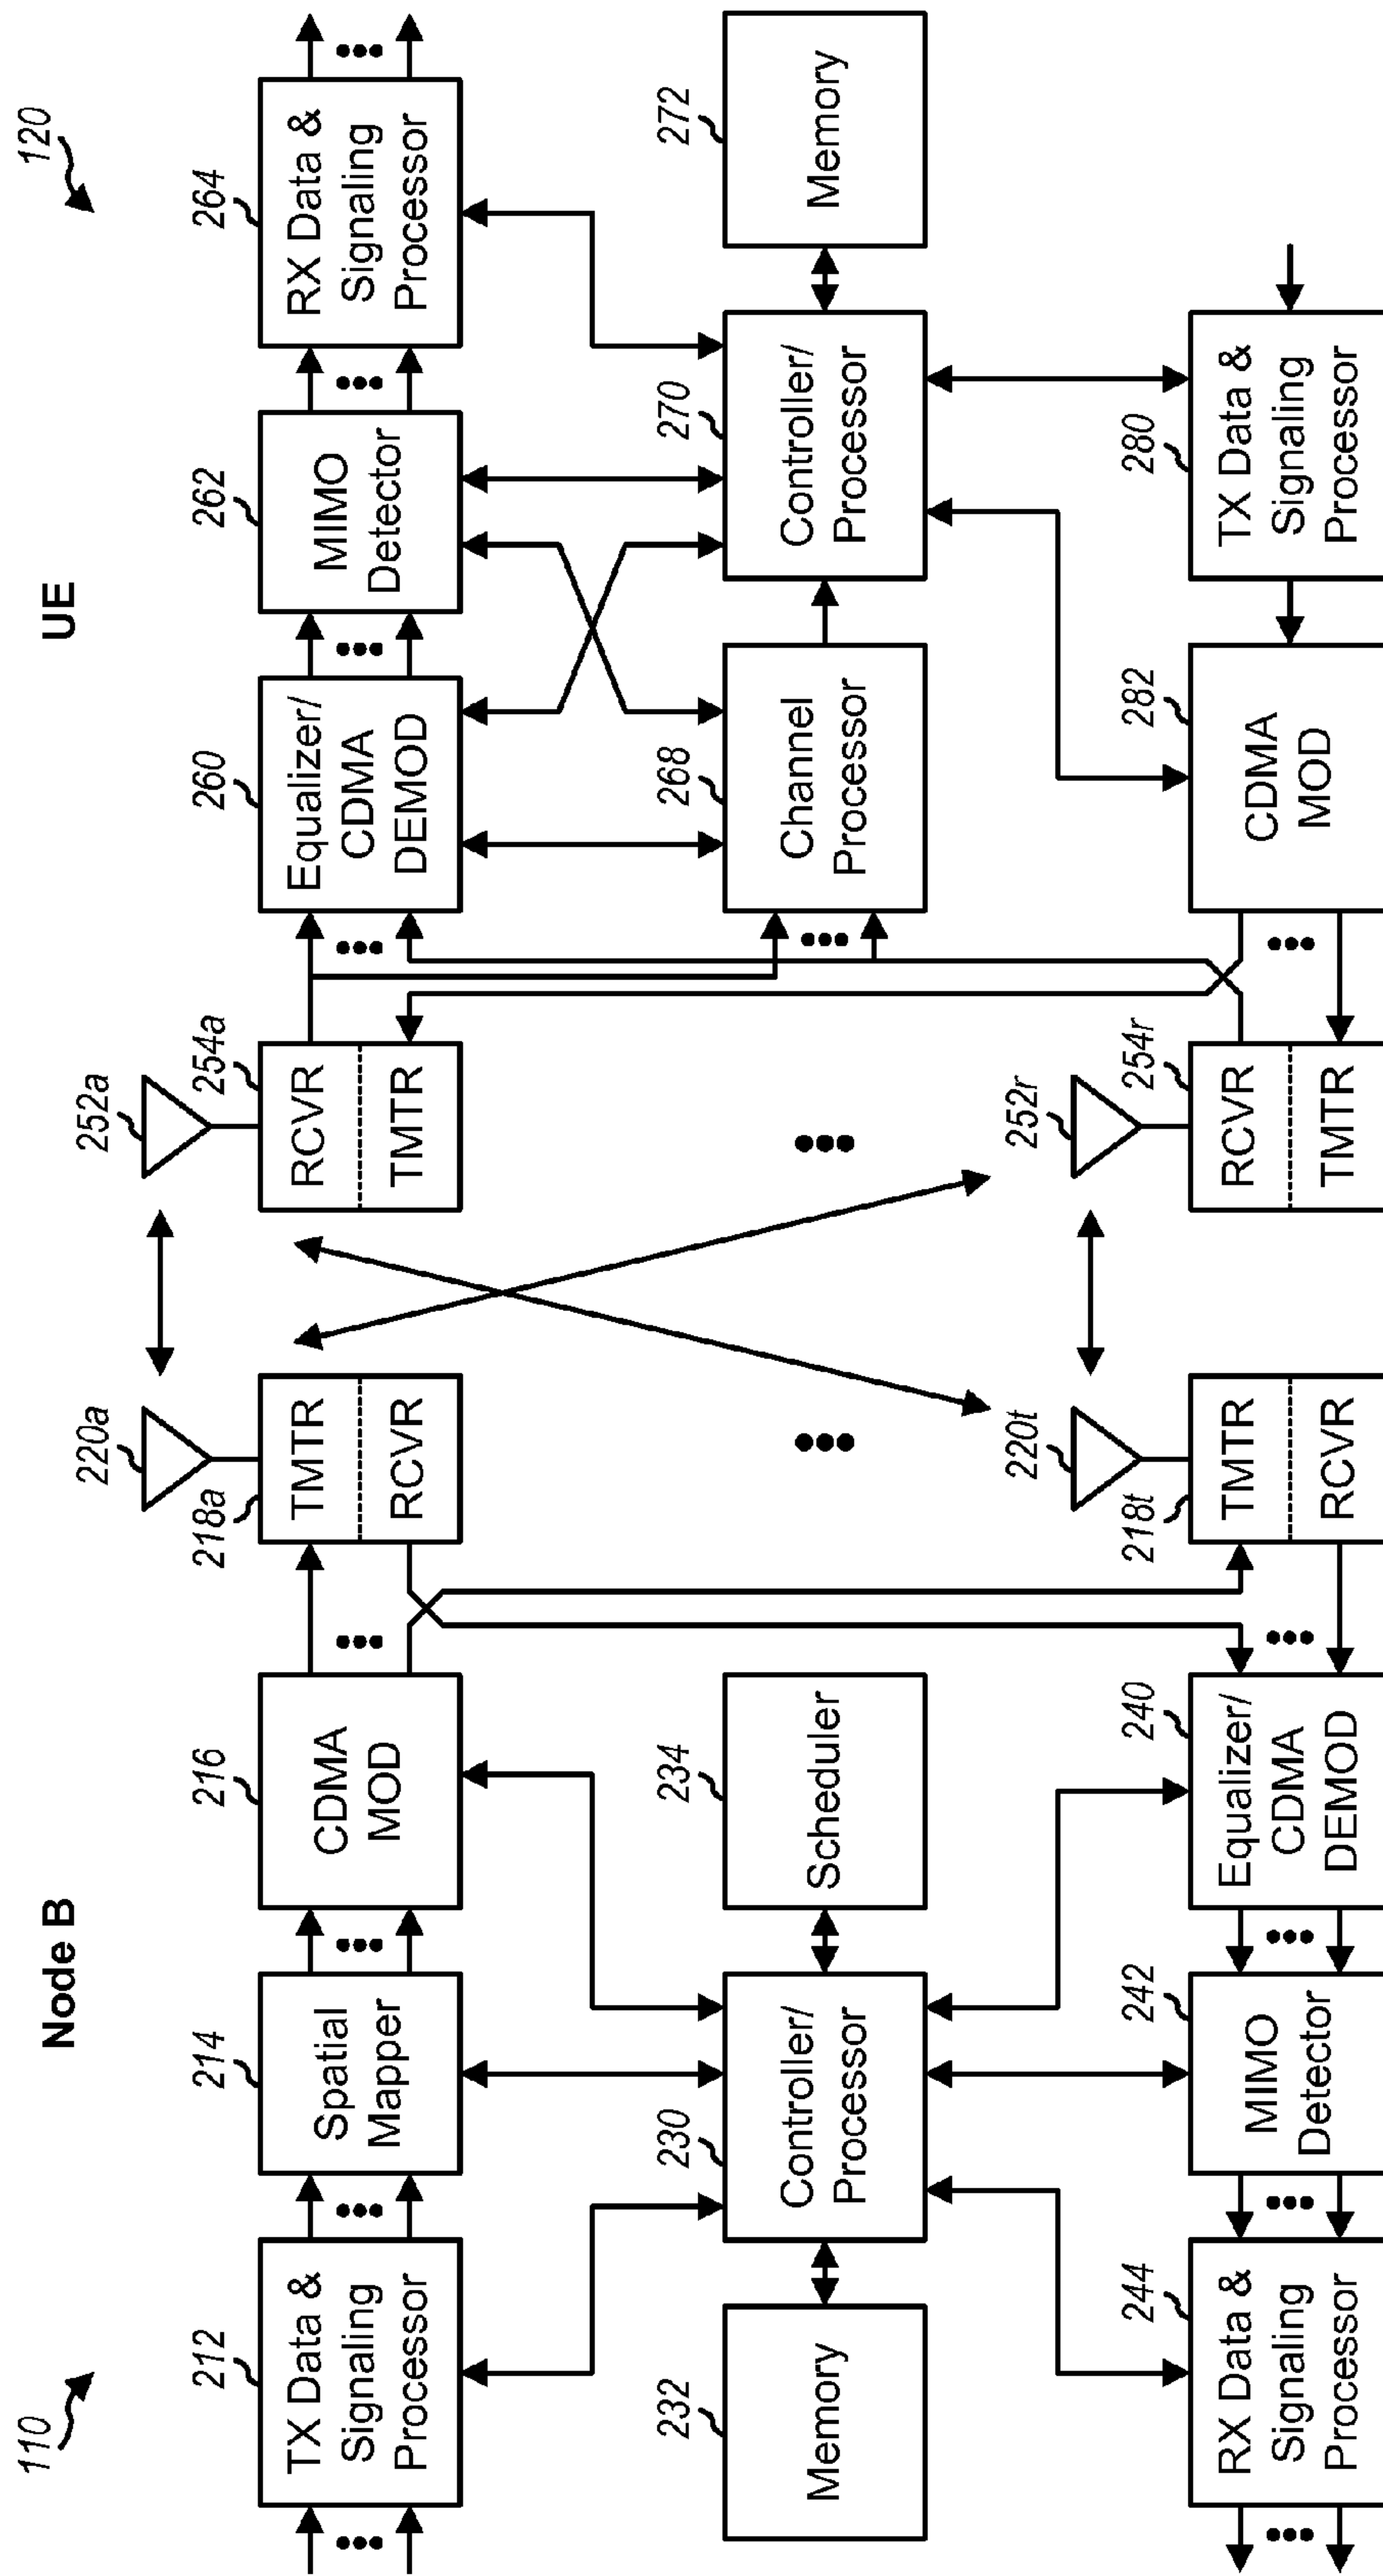 110
Node B
UE
120
212
TX Data &
Signaling
Processor
214
Spatial
Mapper
216
CDMA
MOD
220a
218a
TMTR
RCVR
252a
254a
RCVR
TMTR
260
Equalizer/
CDMA
DEMOD
262
MIMO
Detector
264
RX Data &
Signaling
Processor
232
Memory
230
Controller/
Processor
234
Scheduler
268
Channel
Processor
270
Controller/
Processor
272
Memory
244
RX Data &
Signaling
Processor
242
MIMO
Detector
240
Equalizer/
CDMA
DEMOD
220t
218t
TMTR
RCVR
252r
254r
RCVR
TMTR
282
CDMA
MOD
280
TX Data &
Signaling
Processor